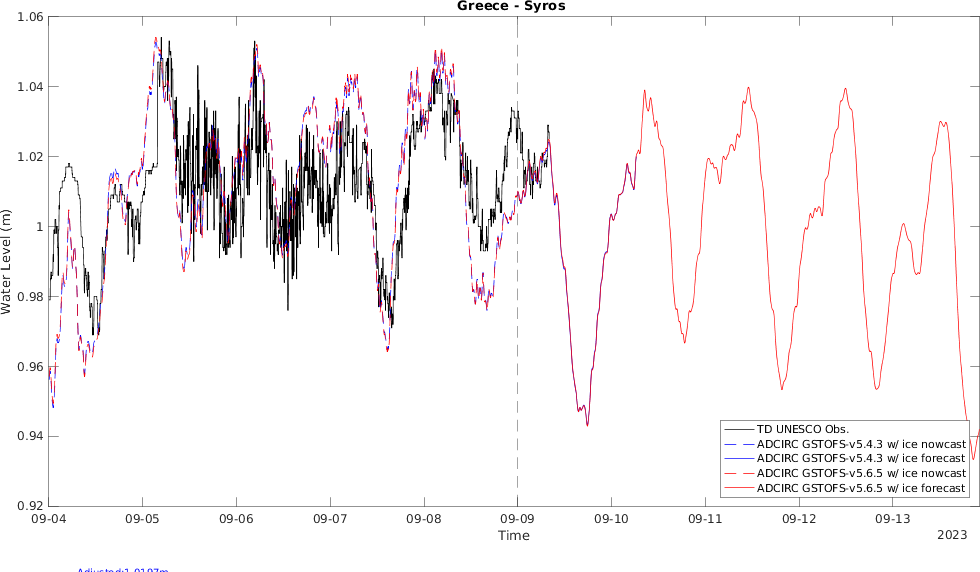 Greece - Syros
1.06
1.04
1.02
1
0.98
0.96
0.94
0.92
Water Level (m)
TD UNESCO Obs.
ADCIRC GSTOFS-v5.4.3 w/ ice nowcast
ADCIRC GSTOFS-v5.4.3 w/ ice forecast
ADCIRC GSTOFS-v5.6.5 w/ ice nowcast
ADCIRC GSTOFS-v5.6.5 w/ ice forecast
09-04 09-05 09-06 09-07 09-08 09-09 09-10 09-11 09-12 09-13
Time
2023
Adjusted:1.0197m